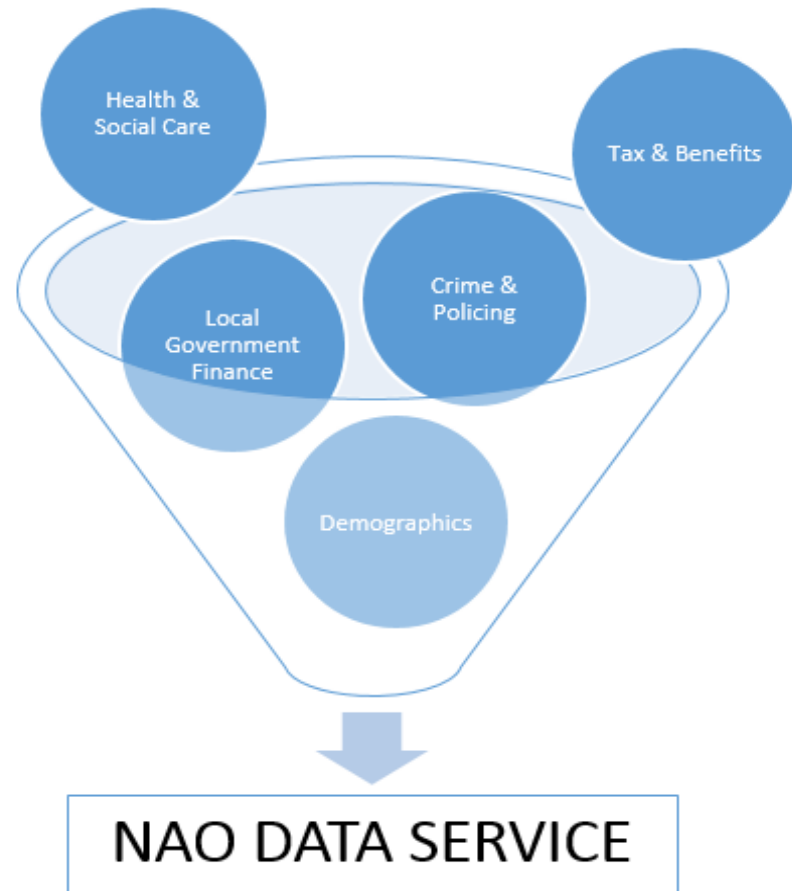 Health &
Social Care
Tax & Benefits
Crime &
Policing
Local
Government
Finance
Demographics
NAO DATA SERVICE